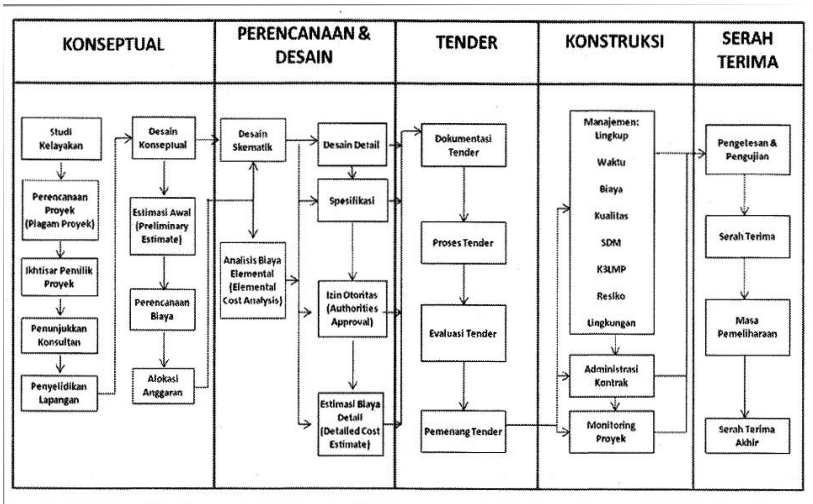 KONSEPTUAL
PERENCANAAN &
DESAIN
TENDER
KONSTRUKSI
SERAH
TERIMA
Studi
Kelayakan
Perencanaan
Proyek
(Piagam Proyek)
Ikhtisar Pemilik
Proyek
Penunjukkan
Konsultan
Penyelidikan
Lapangan
Desain
Konseptual
Estimasi Awal
(Preliminary
Estimate)
Perencanaan
Biaya
Alokasi
Anggaran
Desain
Skematik
Analisis Biaya
Elemental
(Elemental
Cost Analysis)
Desain Detail
Spesifikasi
Izin Otoritas
(Authorities
Approval)
Estimasi Biaya
Detail
(Detailed Cost
Estimate)
Dokumentasi
Tender
Proses Tender
Evaluasi Tender
Pemenang Tender
Manajemen:
Lingkup
Waktu
Biaya
Kualitas
SDM
K3LMP
Resiko
Lingkungan
Administrasi
Kontrak
Monitoring
Proyek
Pengetesan &
Pengujian
Serah Terima
Masa
Pemeliharaan
Serah Terima
Akhir